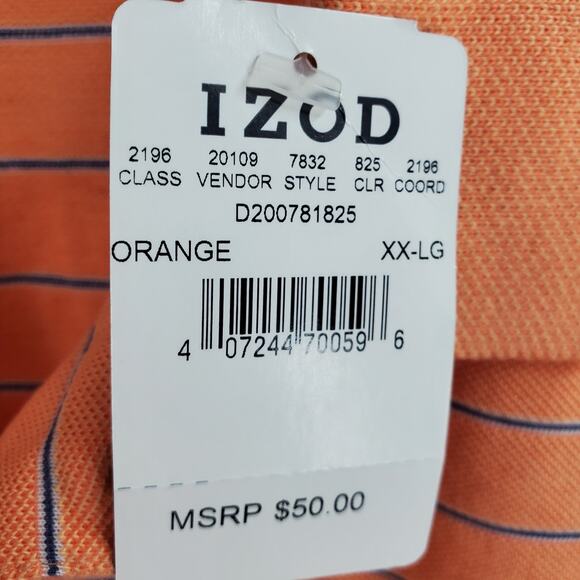 IZOD
2196 20109 7832 825 2196
CLASS VENDOR STYLE CLR COORD
D200781825
ORANGE XX-LG
4 07244 70059 6
MSRP $50.00